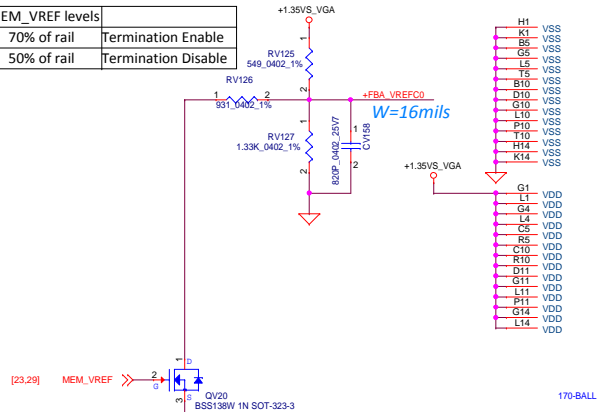 EM_VREF levels
70% of rail Termination Enable
50% of rail Termination Disable
+1.35VS_VGA
RV125
549_0402_1%
1
2
RV126
1 2
931_0402_1%
+FBA_VREFC0
W=16mils
RV127
1.33K_0402_1%
1
2
820P_0402_25V7
CV158
1
2
+1.35VS_VGA
H1 VSS
K1 VSS
B5 VSS
G5 VSS
L5 VSS
T5 VSS
B10 VSS
D10 VSS
G10 VSS
L10 VSS
P10 VSS
T10 VSS
H14 VSS
K14 VSS
G1 VDD
L1 VDD
G4 VDD
L4 VDD
C5 VDD
R5 VDD
C10 VDD
R10 VDD
D11 VDD
G11 VDD
L11 VDD
P11 VDD
G14 VDD
L14 VDD
[23,29] MEM_VREF
2
G
1
D
3
S
QV20
BSS138W 1N SOT-323-3
170-BALL